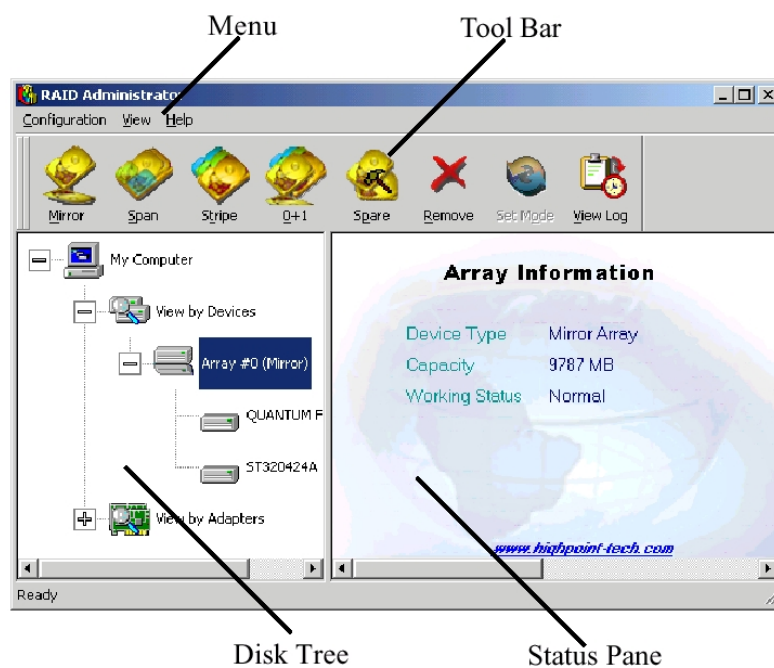 Menu
Tool Bar
RAID Administrator
Configuration View Help
Mirror Span Stripe 0+1 Spare Remove Set Mode View Log
My Computer
View by Devices
Array #0 (Mirror)
QUANTUM F
ST320424A
View by Adapters
Array Information
Device Type Mirror Array
Capacity 9787 MB
Working Status Normal
www.highpoint-tech.com
Ready
Disk Tree
Status Pane